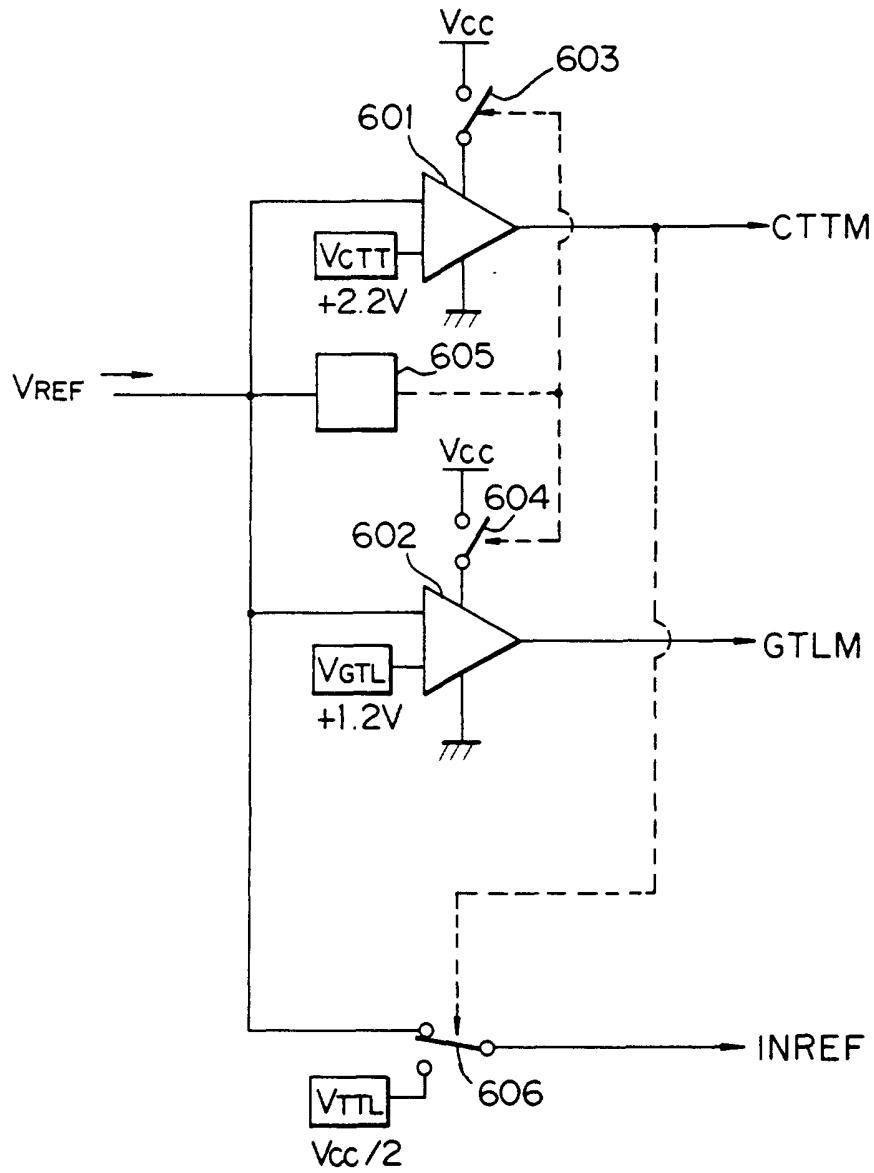 VCC
603
601
CTTM
VCTT
+2.2V
605
VREF
VCC
604
602
GTLM
VGTL
+1.2V
INREF
606
VTTL
VCC/2